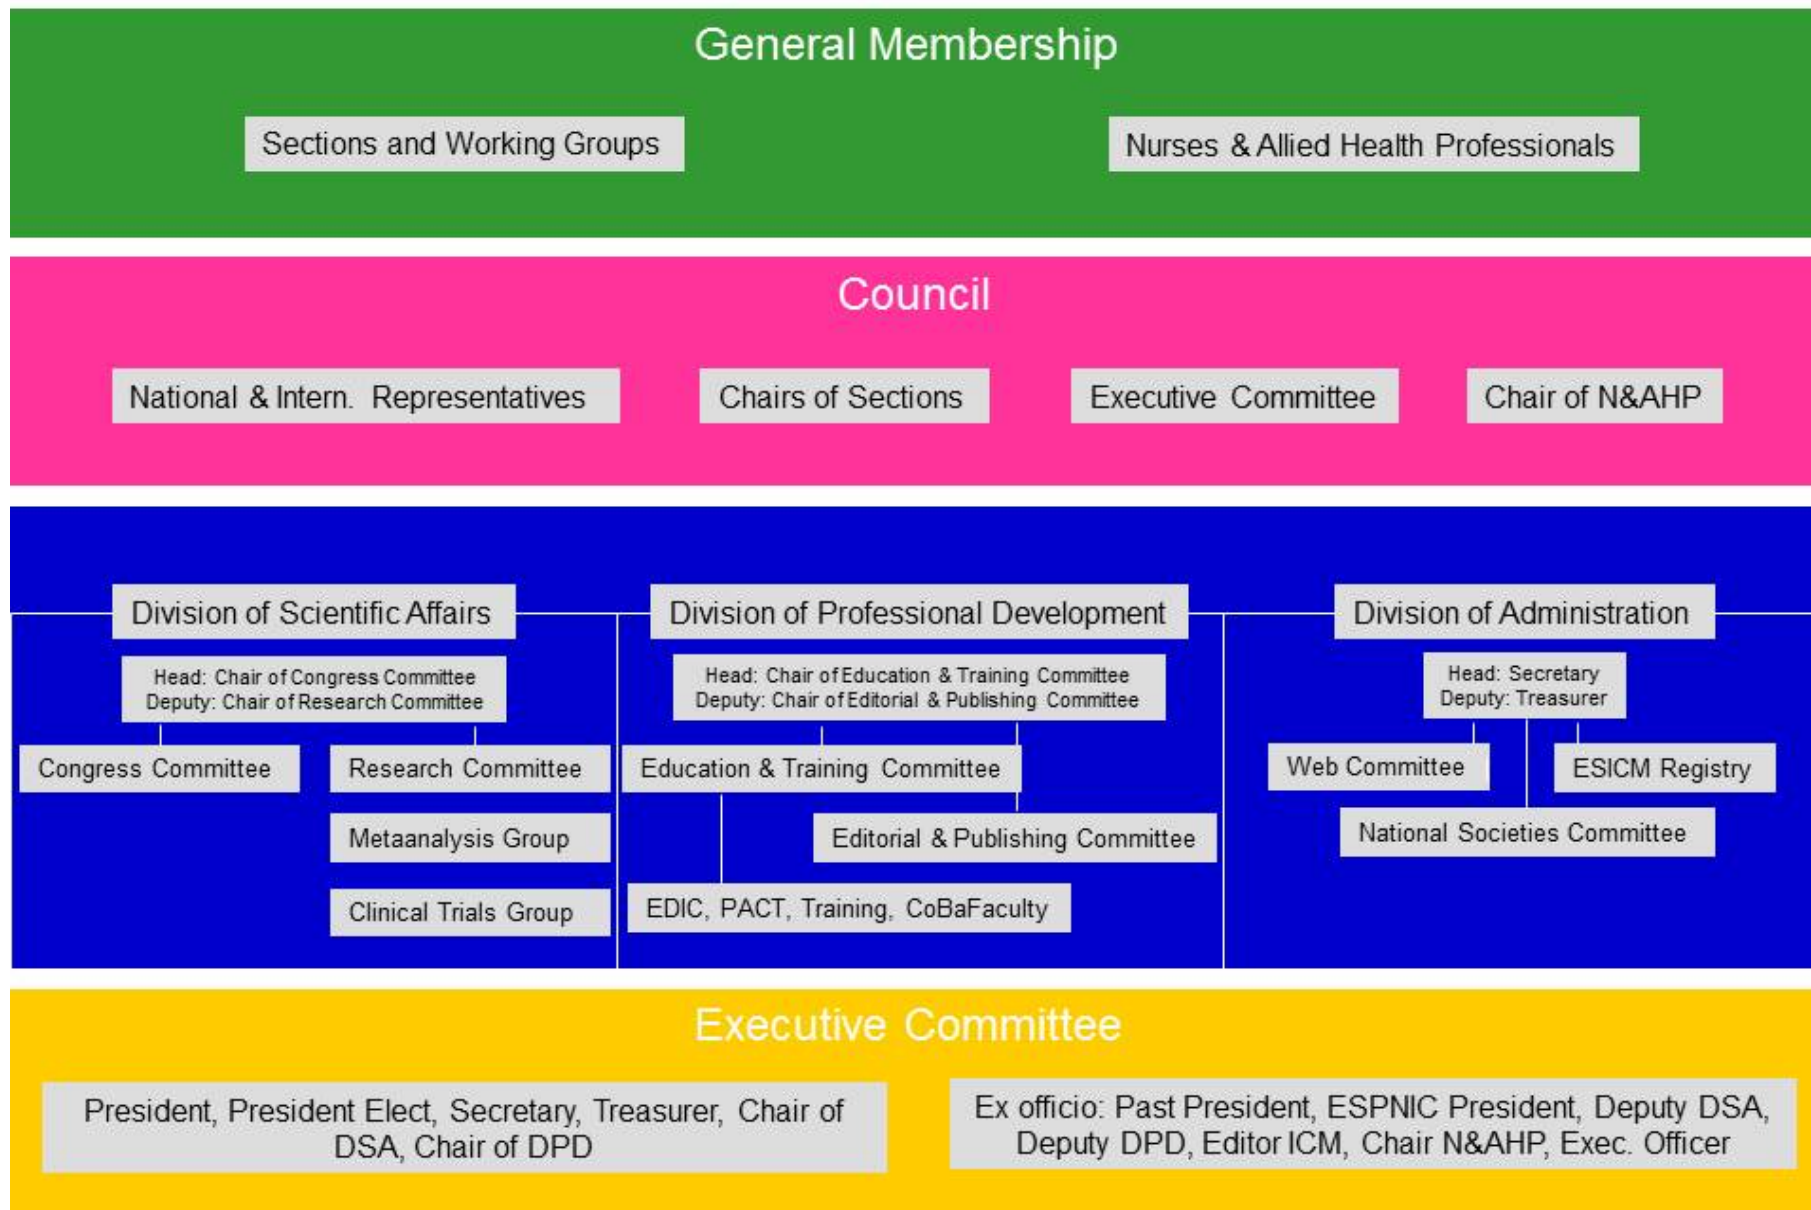 General Membership
Sections and Working Groups
Nurses & Allied Health Professionals
Council
National & Intern. Representatives
Chairs of Sections
Executive Committee
Chair of N&AHP
Division of Scientific Affairs
Head: Chair of Congress Committee
Deputy: Chair of Research Committee
Congress Committee
Research Committee
Metaanalysis Group
Clinical Trials Group
Division of Professional Development
Head: Chair of Education & Training Committee
Deputy: Chair of Editorial & Publishing Committee
Education & Training Committee
Editorial & Publishing Committee
EDIC, PACT, Training, CoBaFaculty
Division of Administration
Head: Secretary
Deputy: Treasurer
Web Committee
ESICM Registry
National Societies Committee
Executive Committee
President, President Elect, Secretary, Treasurer, Chair of
DSA, Chair of DPD
Ex officio: Past President, ESPNIC President, Deputy DSA,
Deputy DPD, Editor ICM, Chair N&AHP, Exec. Officer